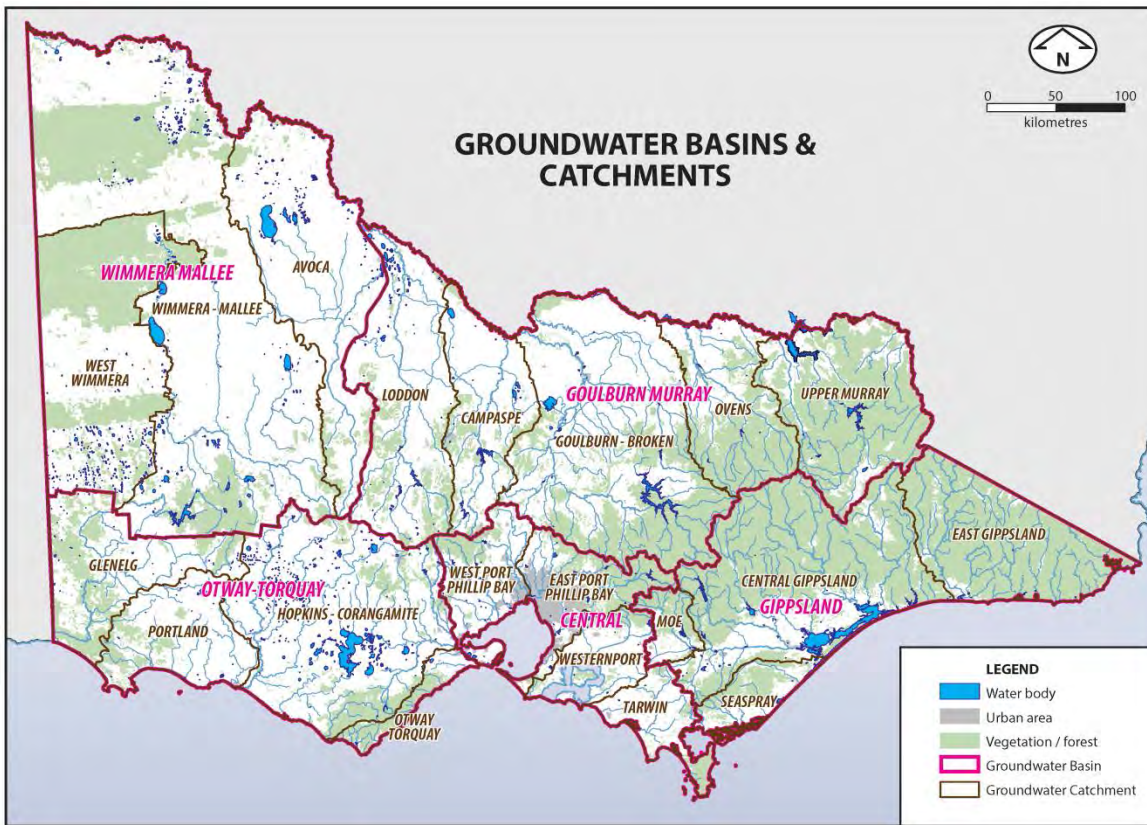 GROUNDWATER BASINS &
CATCHMENTS
N
0 50 100
kilometres
WIMMERA MALLEE
AVOCA
WIMMERA - MALLEE
WEST
WIMMERA
LODDON
CAMPASPE
GOULBURN MURRAY
GOULBURN - BROKEN
OVENS
UPPER MURRAY
GLENELG
OTWAY-TORQUAY
HOPKINS - CORANGAMITE
PORTLAND
OTWAY
TORQUAY
WEST PORT
PHILLIP BAY
EAST PORT
PHILLIP BAY
CENTRAL
WESTERNPORT
MOE
TARWIN
CENTRAL GIPPSLAND
GIPPSLAND
SEASPRAY
EAST GIPPSLAND
LEGEND
Water body
Urban area
Vegetation / forest
Groundwater Basin
Groundwater Catchment